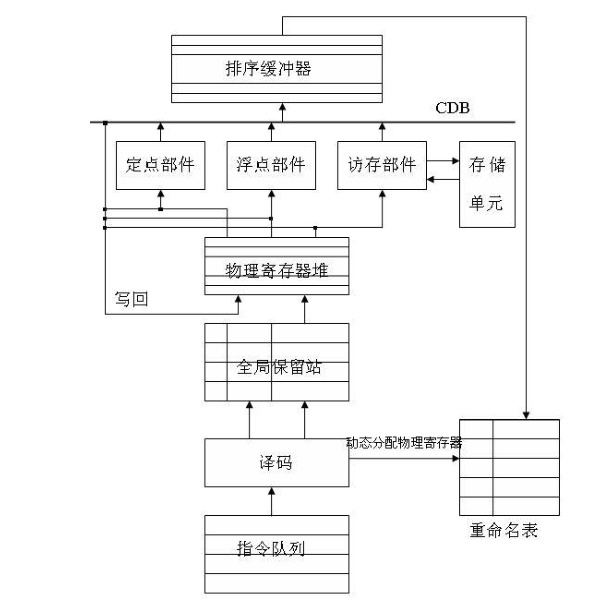 排序缓冲器
CDB
定点部件
浮点部件
访存部件
存储
单元
物理寄存器堆
写回
全局保留站
动态分配物理寄存器
译码
重命名表
指令队列